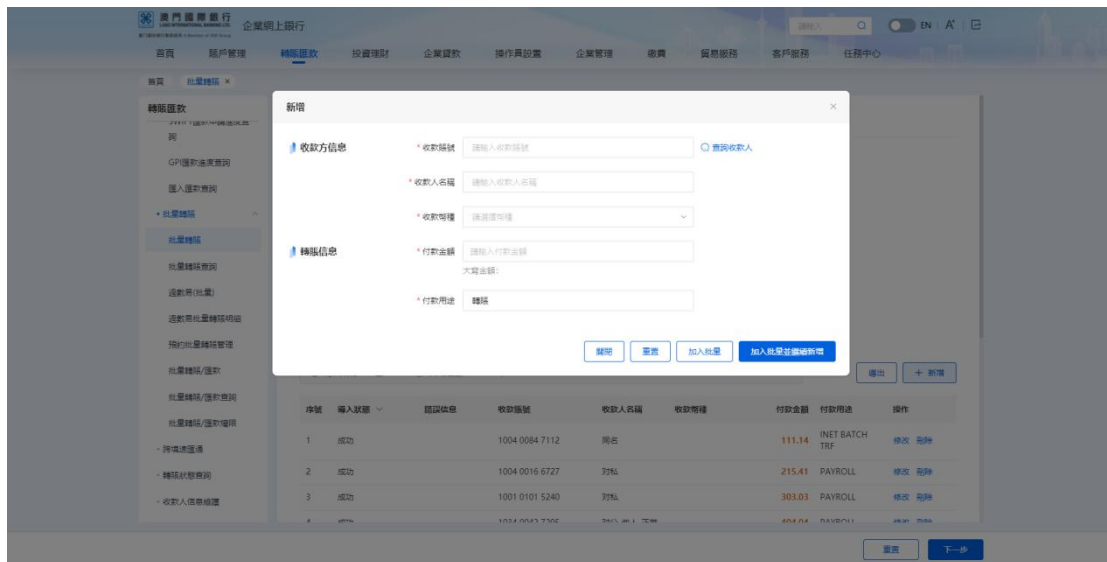 澳門國際銀行 企業網上銀行
LUSO INTERNATIONAL BANKING LTD.
請輸入 EN A
首頁 賬戶管理 轉賬匯款 投資理財 企業貸款 操作員設置 企業管理 繳費 貿易服務 客戶服務 任務中心
首頁 批量轉賬 ×
轉賬匯款
詢
GPI匯款進度查詢
匯入匯款查詢
批量轉賬
批量轉賬
批量轉賬查詢
速數易(批量)
速數易批量轉賬明細
預約批量轉賬管理
批量轉賬/匯款
批量轉賬/匯款查詢
批量轉賬/匯款權限
跨境速匯通
轉賬狀態查詢
收款人信息維護
新增 ×
收款方信息 * 收款賬號 請輸入收款賬號 查詢收款人
* 收款人名稱 請輸入收款人名稱
* 收款幣種 請選擇幣種
轉賬信息 * 付款金額 請輸入付款金額
大寫金額:
* 付款用途 轉賬
關閉 重置 加入批量 加入批量並繼續新增
導出 + 新增
序號 導入狀態 錯誤信息 收款賬號 收款人名稱 收款幣種 付款金額 付款用途 操作
1 成功 1004 0084 7112 同名 111.14 INET BATCH TRF 修改 刪除
2 成功 1004 0016 6727 对私 215.41 PAYROLL 修改 刪除
3 成功 1001 0101 5240 对私 303.03 PAYROLL 修改 刪除
重置 下一步